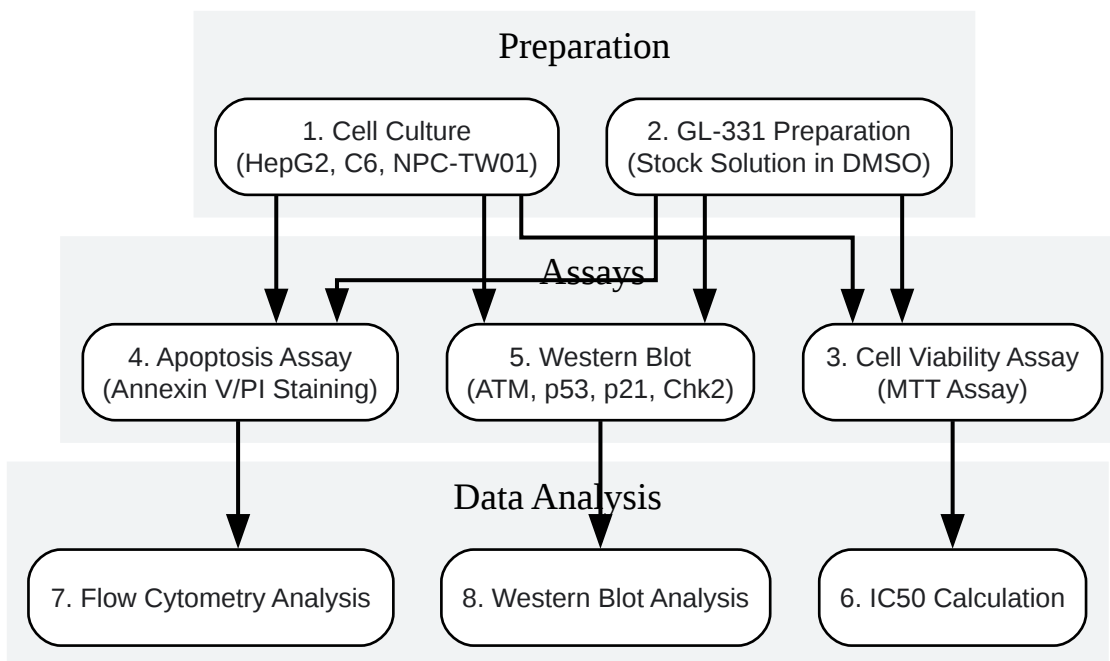 Preparation
1. Cell Culture
(HepG2, C6, NPC-TW01)
2. GL-331 Preparation
(Stock Solution in DMSO)
Assays
4. Apoptosis Assay
(Annexin V/PI Staining)
5. Western Blot
(ATM, p53, p21, Chk2)
3. Cell Viability Assay
(MTT Assay)
Data Analysis
7. Flow Cytometry Analysis
8. Western Blot Analysis
6. IC50 Calculation